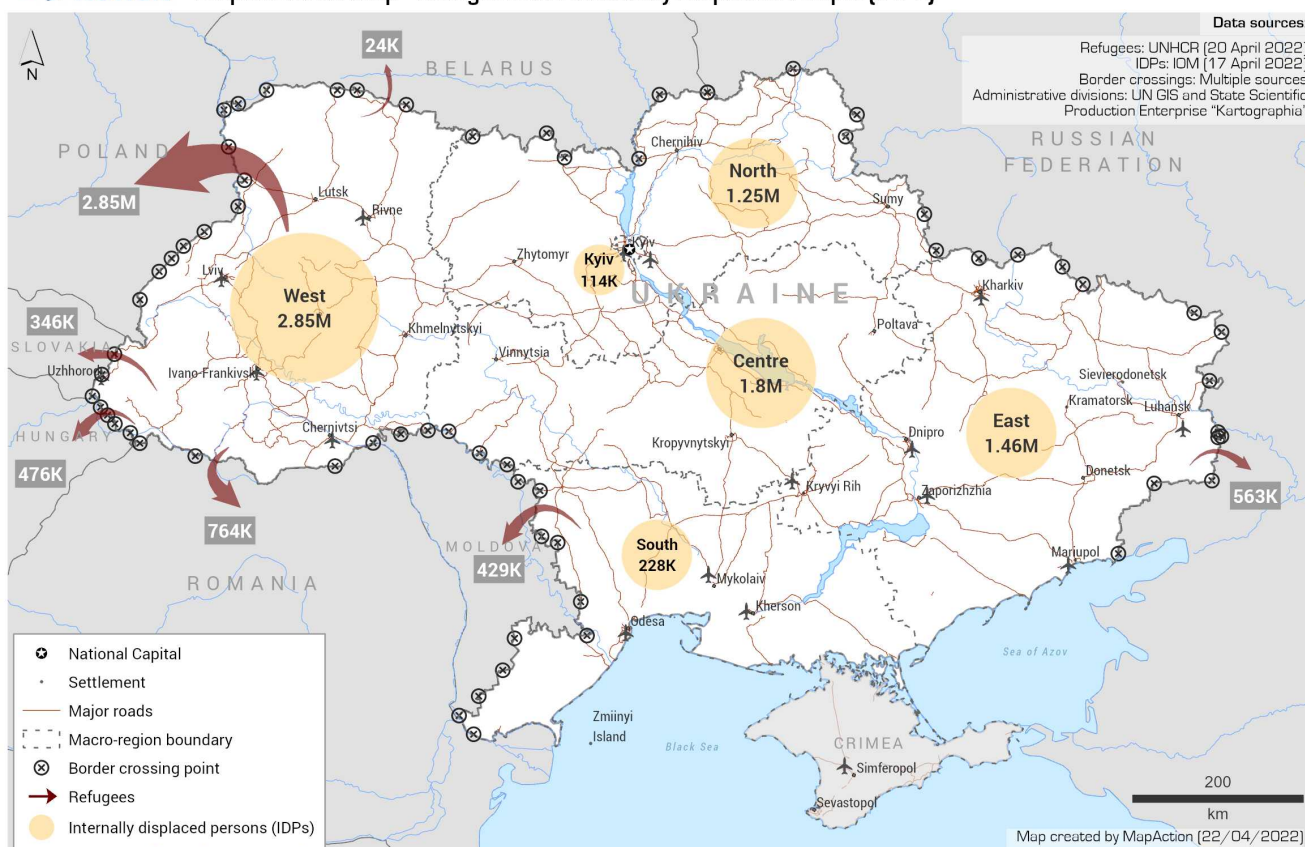 Data sources
Refugees: UNHCR (20 April 2022)
IDPs: IOM (17 April 2022)
Border crossings: Multiple sources
Administrative divisions: UN GIS and State Scientific
Production Enterprise "Kartographia"
24K
N
BELARUS
Chernihiv
RUSSIAN
FEDERATION
POLAND
North
1.25M
2.85M
Lutsk
Rivne
Sumy
Kyiv
Zhytomyr
Kyiv
114K
Lviv
Kharkiv
UKRAINE
West
2.85M
346K
Khmelnytskyi
Poltava
SLOVAKIA
Vinnytsia
Centre
1.8M
Uzhhorod
Ivano-Frankivsk
Sievierodonetsk
Kramatorsk
Luhansk
East
1.46M
Chernivtsi
HUNGARY
Kropyvnytskyi
Dnipro
476K
Donetsk
Kryvyi Rih
Zaporizhzhia
563K
764K
MOLDOVA
South
228K
429K
Mariupol
ROMANIA
Mykolaiv
Kherson
Odesa
National Capital
Settlement
Major roads
Macro-region boundary
Border crossing point
Refugees
Internally displaced persons (IDPs)
Sea of Azov
Zmiinyi
Island
Black Sea
CRIMEA
Simferopol
Sevastopol
200
km
Map created by MapAction (22/04/2022)